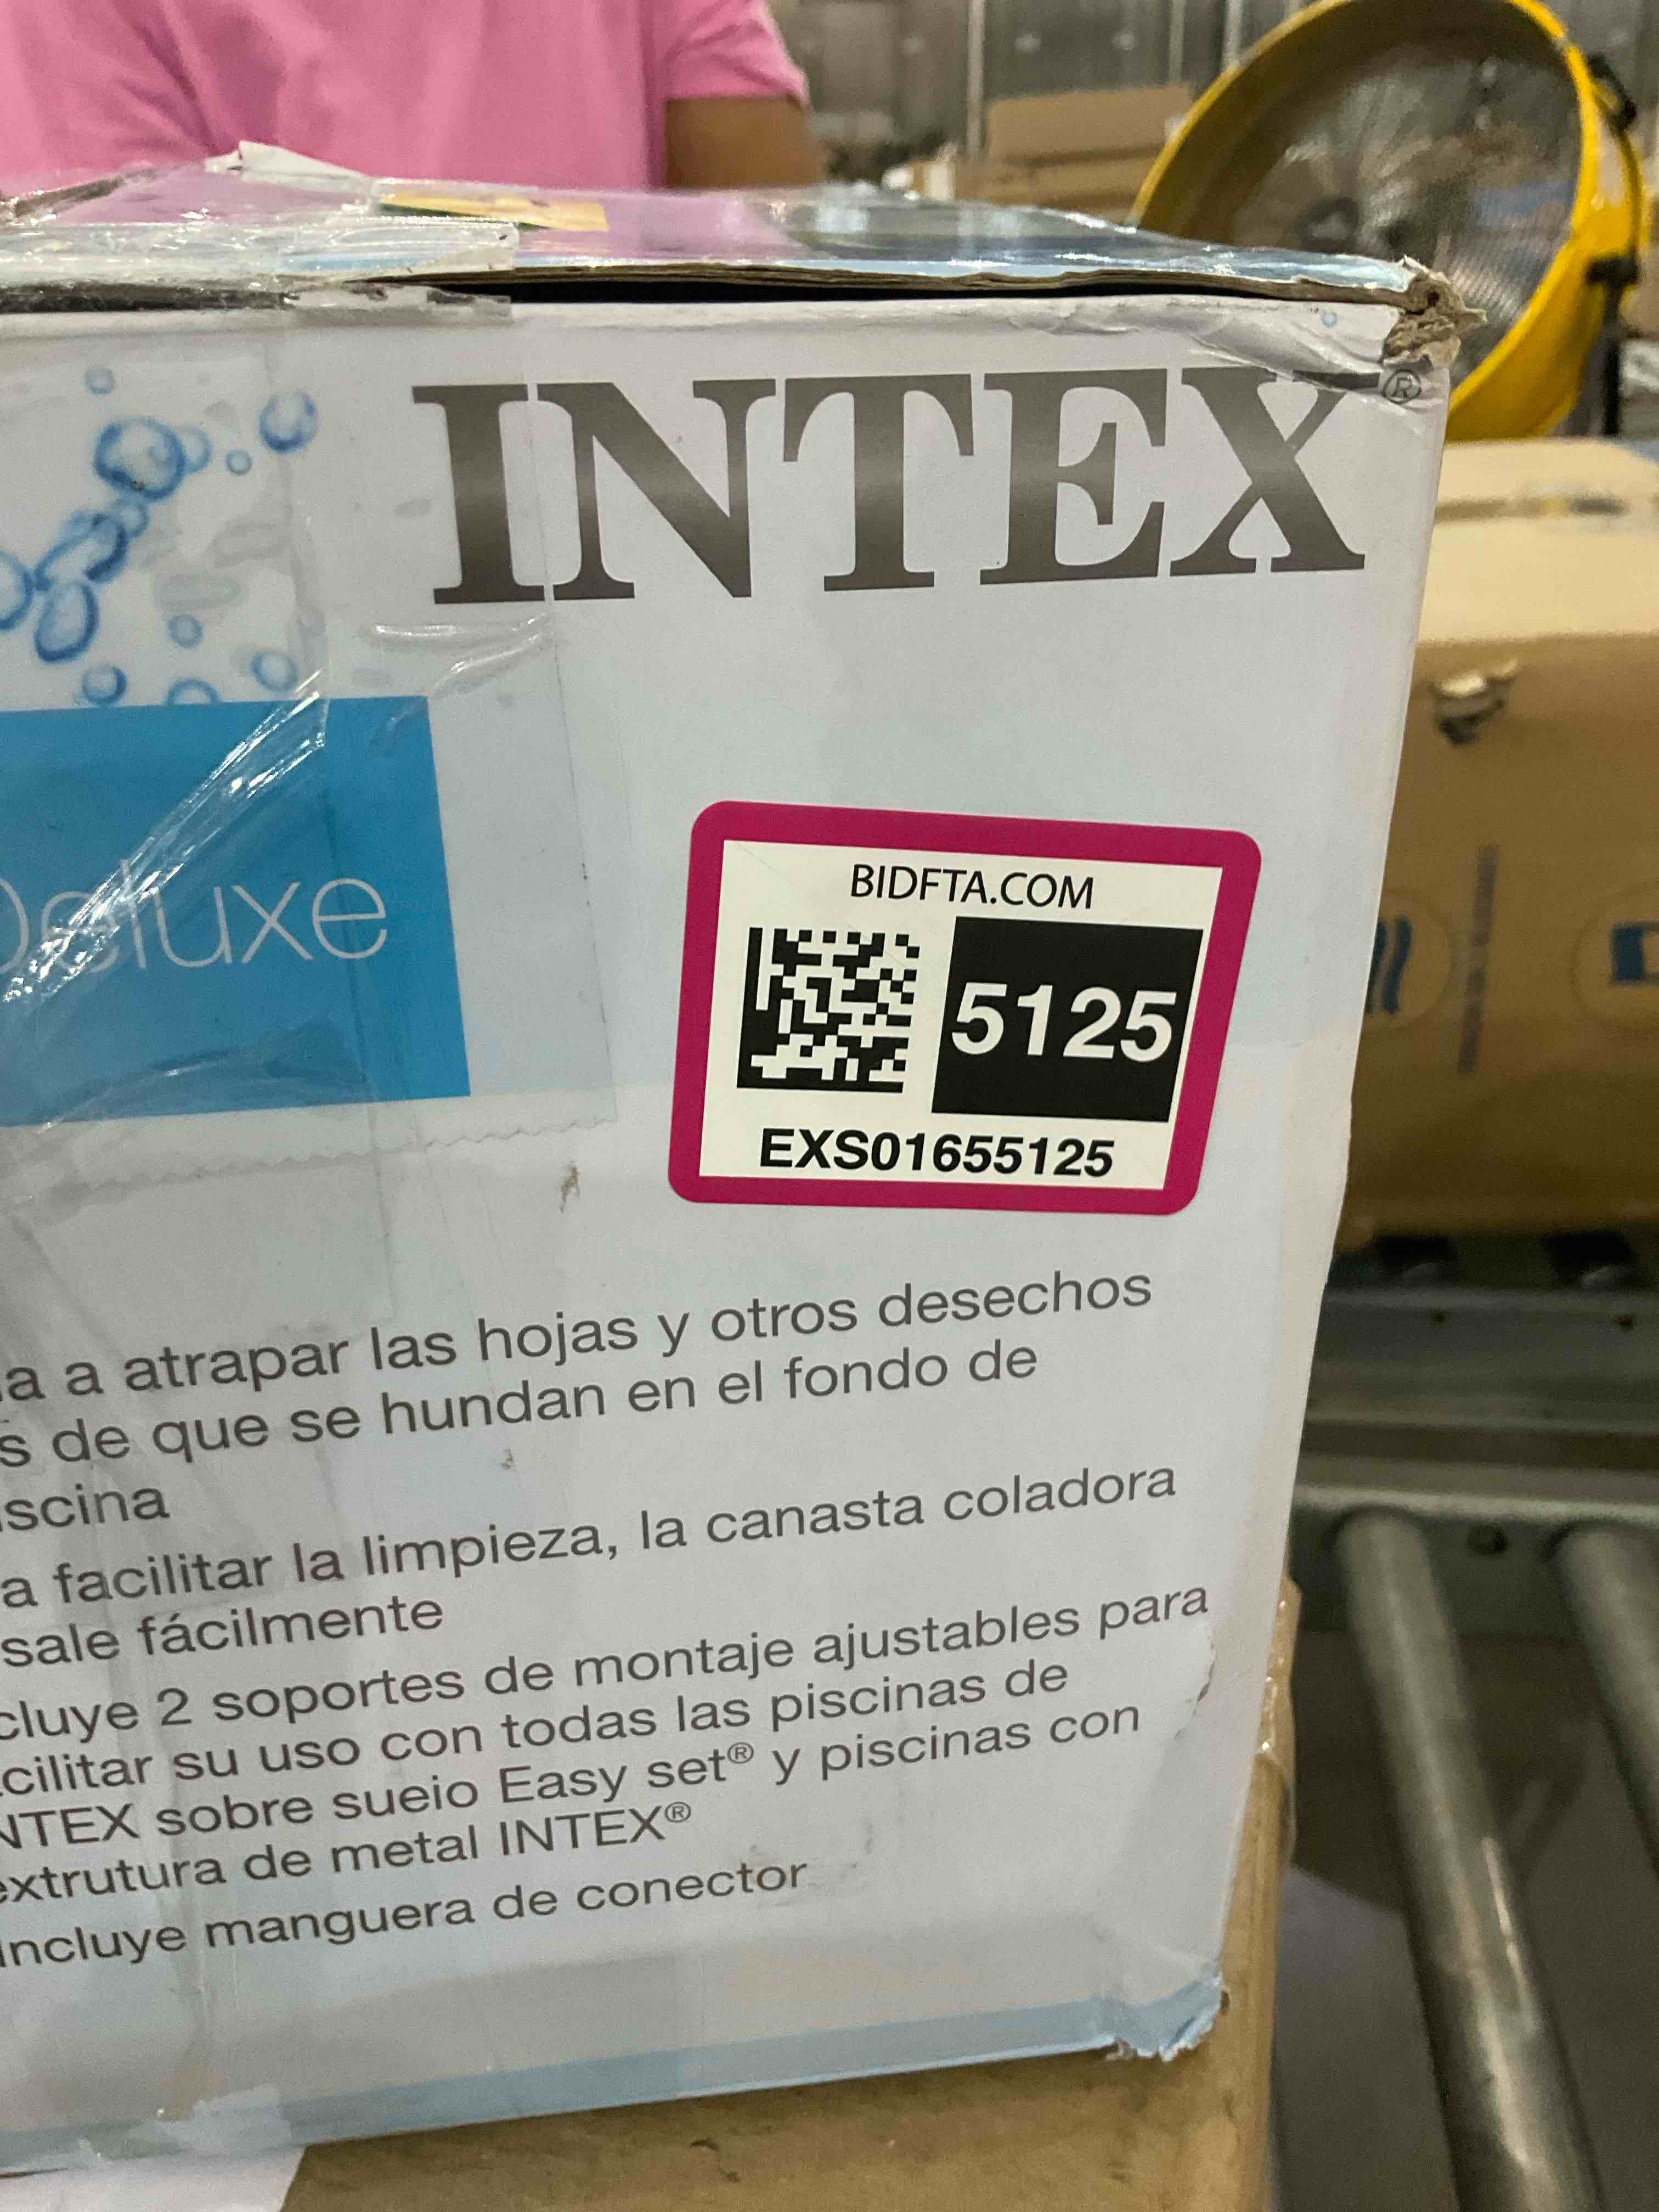 INTEX®
Deluxe
BIDFTA.COM
5125
EXS01655125
a a atrapar las hojas y otros desechos
s de que se hundan en el fondo de
iscina
a facilitar la limpieza, la canasta coladora
sale fácilmente
cluye 2 soportes de montaje ajustables para
cilitar su uso con todas las piscinas de
NTEX sobre sueio Easy set® y piscinas con
extrutura de metal INTEX®
Incluye manguera de conector